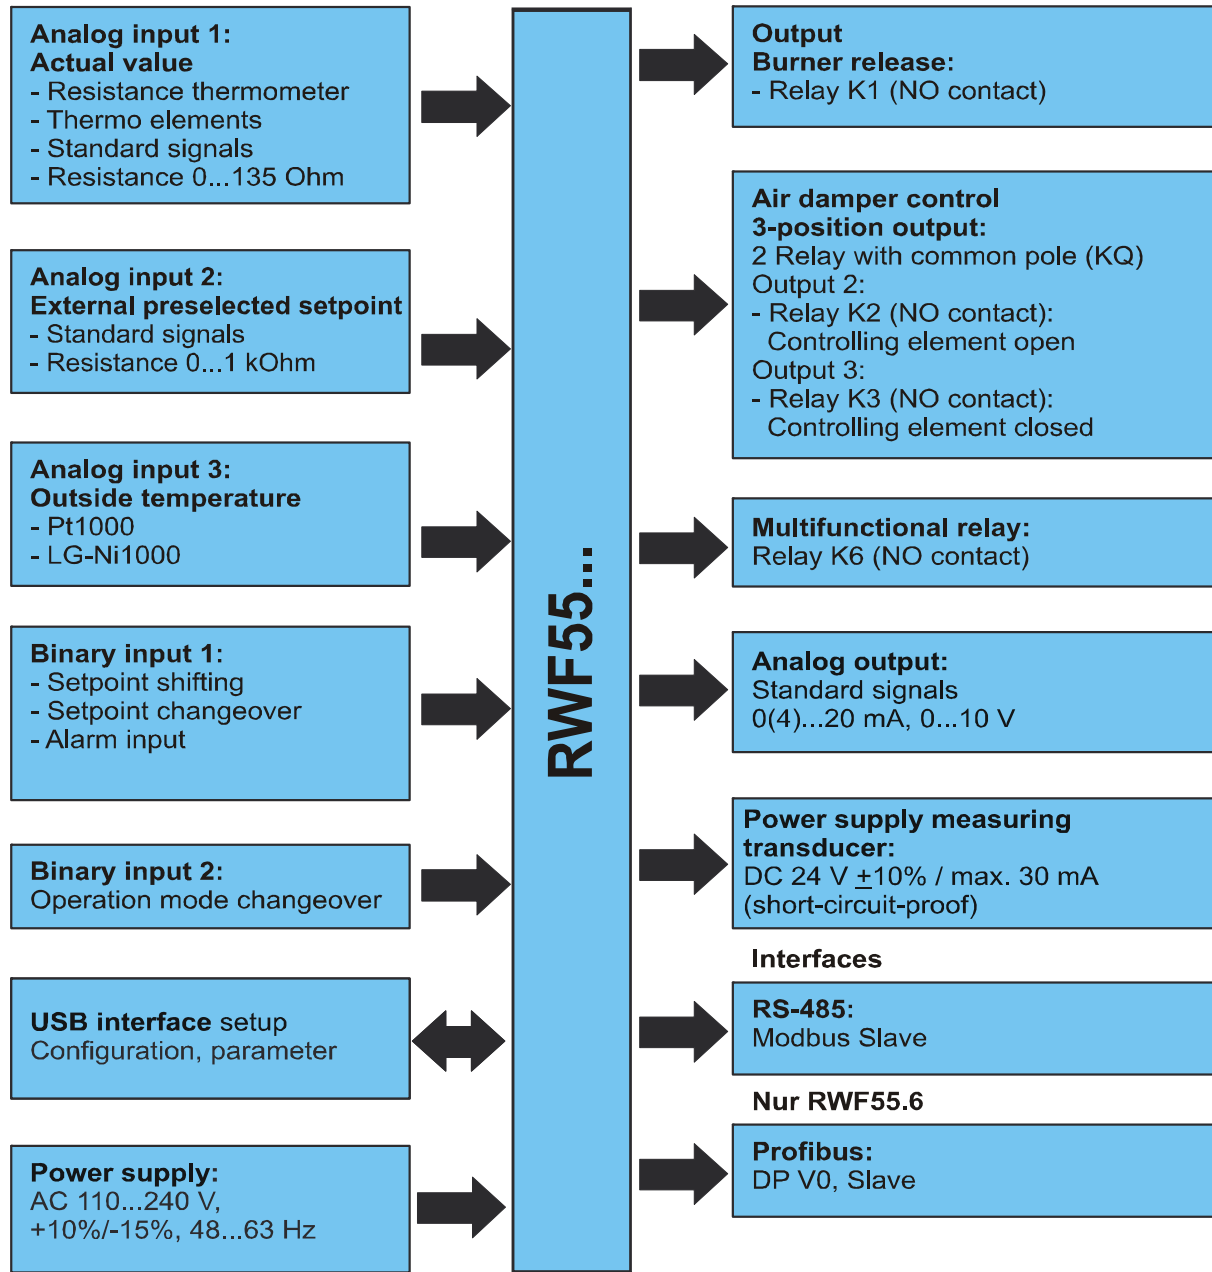 Analog input 1:
Actual value
- Resistance thermometer
- Thermo elements
- Standard signals
- Resistance 0...135 Ohm
Analog input 2:
External preselected setpoint
- Standard signals
- Resistance 0...1 kOhm
Analog input 3:
Outside temperature
- Pt1000
- LG-Ni1000
Binary input 1:
- Setpoint shifting
- Setpoint changeover
- Alarm input
Binary input 2:
Operation mode changeover
USB interface setup
Configuration, parameter
Power supply:
AC 110...240 V,
+10%/-15%, 48...63 Hz
RWF55...
Output
Burner release:
- Relay K1 (NO contact)
Air damper control
3-position output:
2 Relay with common pole (KQ)
Output 2:
- Relay K2 (NO contact):
Controlling element open
Output 3:
- Relay K3 (NO contact):
Controlling element closed
Multifunctional relay:
Relay K6 (NO contact)
Analog output:
Standard signals
0(4)...20 mA, 0...10 V
Power supply measuring
transducer:
DC 24 V ±10% / max. 30 mA
(short-circuit-proof)
Interfaces
RS-485:
Modbus Slave
Nur RWF55.6
Profibus:
DP V0, Slave